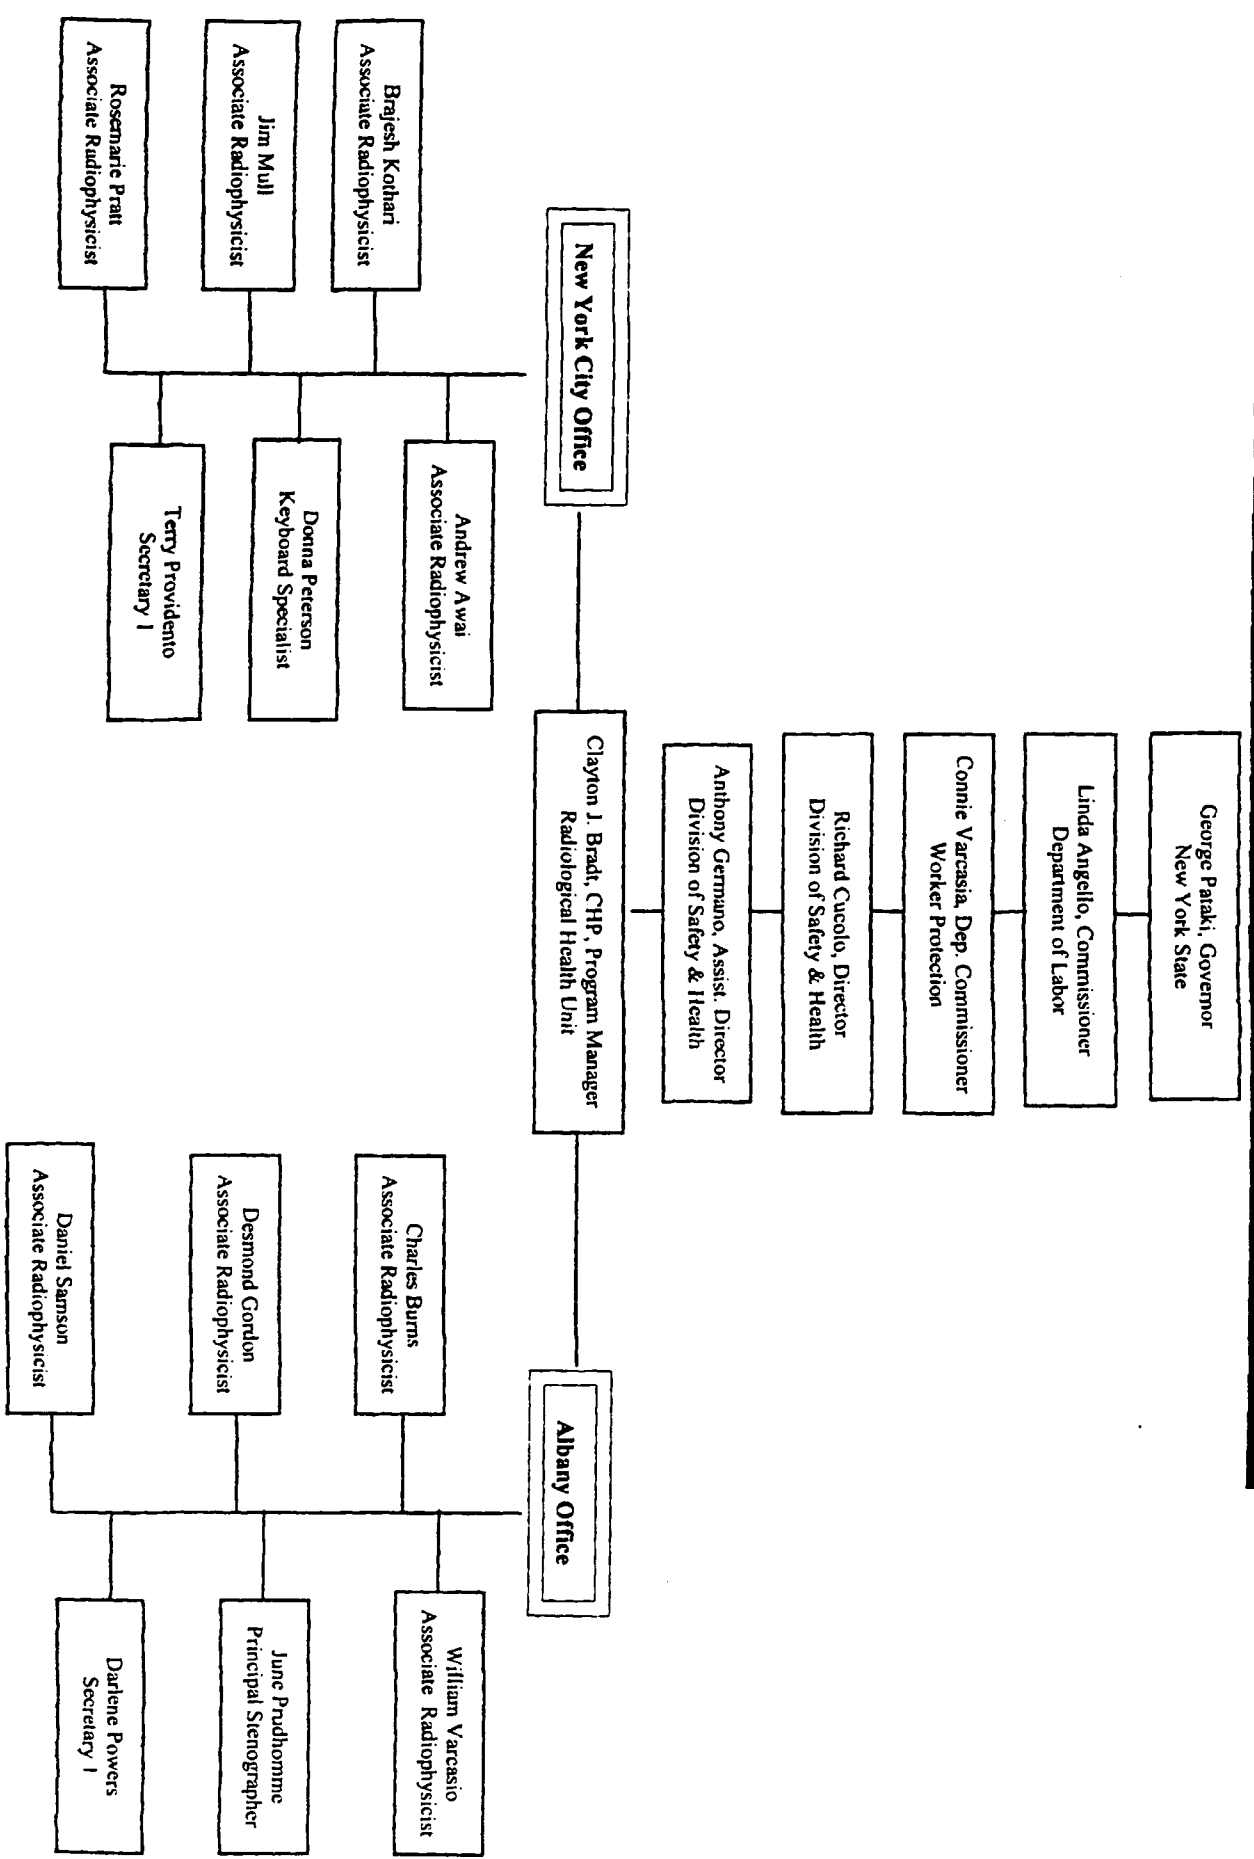 George Pataki, Governor
New York State
Linda Angello, Commissioner
Department of Labor
Connie Varcasia, Dep. Commissioner
Worker Protection
Richard Cucolo, Director
Division of Safety & Health
Anthony Germano, Assist. Director
Division of Safety & Health
Clayton J. Bradt, CHP, Program Manager
Radiological Health Unit
New York City Office
Brajesh Kothari
Associate Radiophysicist
Andrew Awai
Associate Radiophysicist
Jim Mull
Associate Radiophysicist
Donna Peterson
Keyboard Specialist
Rosemarie Pratt
Associate Radiophysicist
Terry Providento
Secretary I
Albany Office
Charles Burns
Associate Radiophysicist
William Varcasio
Associate Radiophysicist
Desmond Gordon
Associate Radiophysicist
June Prudhomme
Principal Stenographer
Daniel Samson
Associate Radiophysicist
Darlene Powers
Secretary I